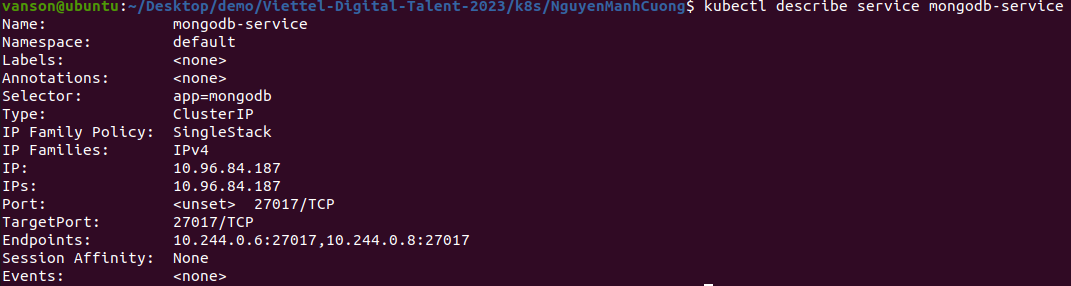 vanson@ubuntu:~/Desktop/demo/Viettel-Digital-Talent-2023/k8s/NguyenManhCuong$ kubectl describe service mongodb-service
Name:              mongodb-service
Namespace:         default
Labels:            <none>
Annotations:       <none>
Selector:          app=mongodb
Type:              ClusterIP
IP Family Policy:  SingleStack
IP Families:       IPv4
IP:                10.96.84.187
IPs:               10.96.84.187
Port:              <unset>  27017/TCP
TargetPort:        27017/TCP
Endpoints:         10.244.0.6:27017,10.244.0.8:27017
Session Affinity:  None
Events:            <none>